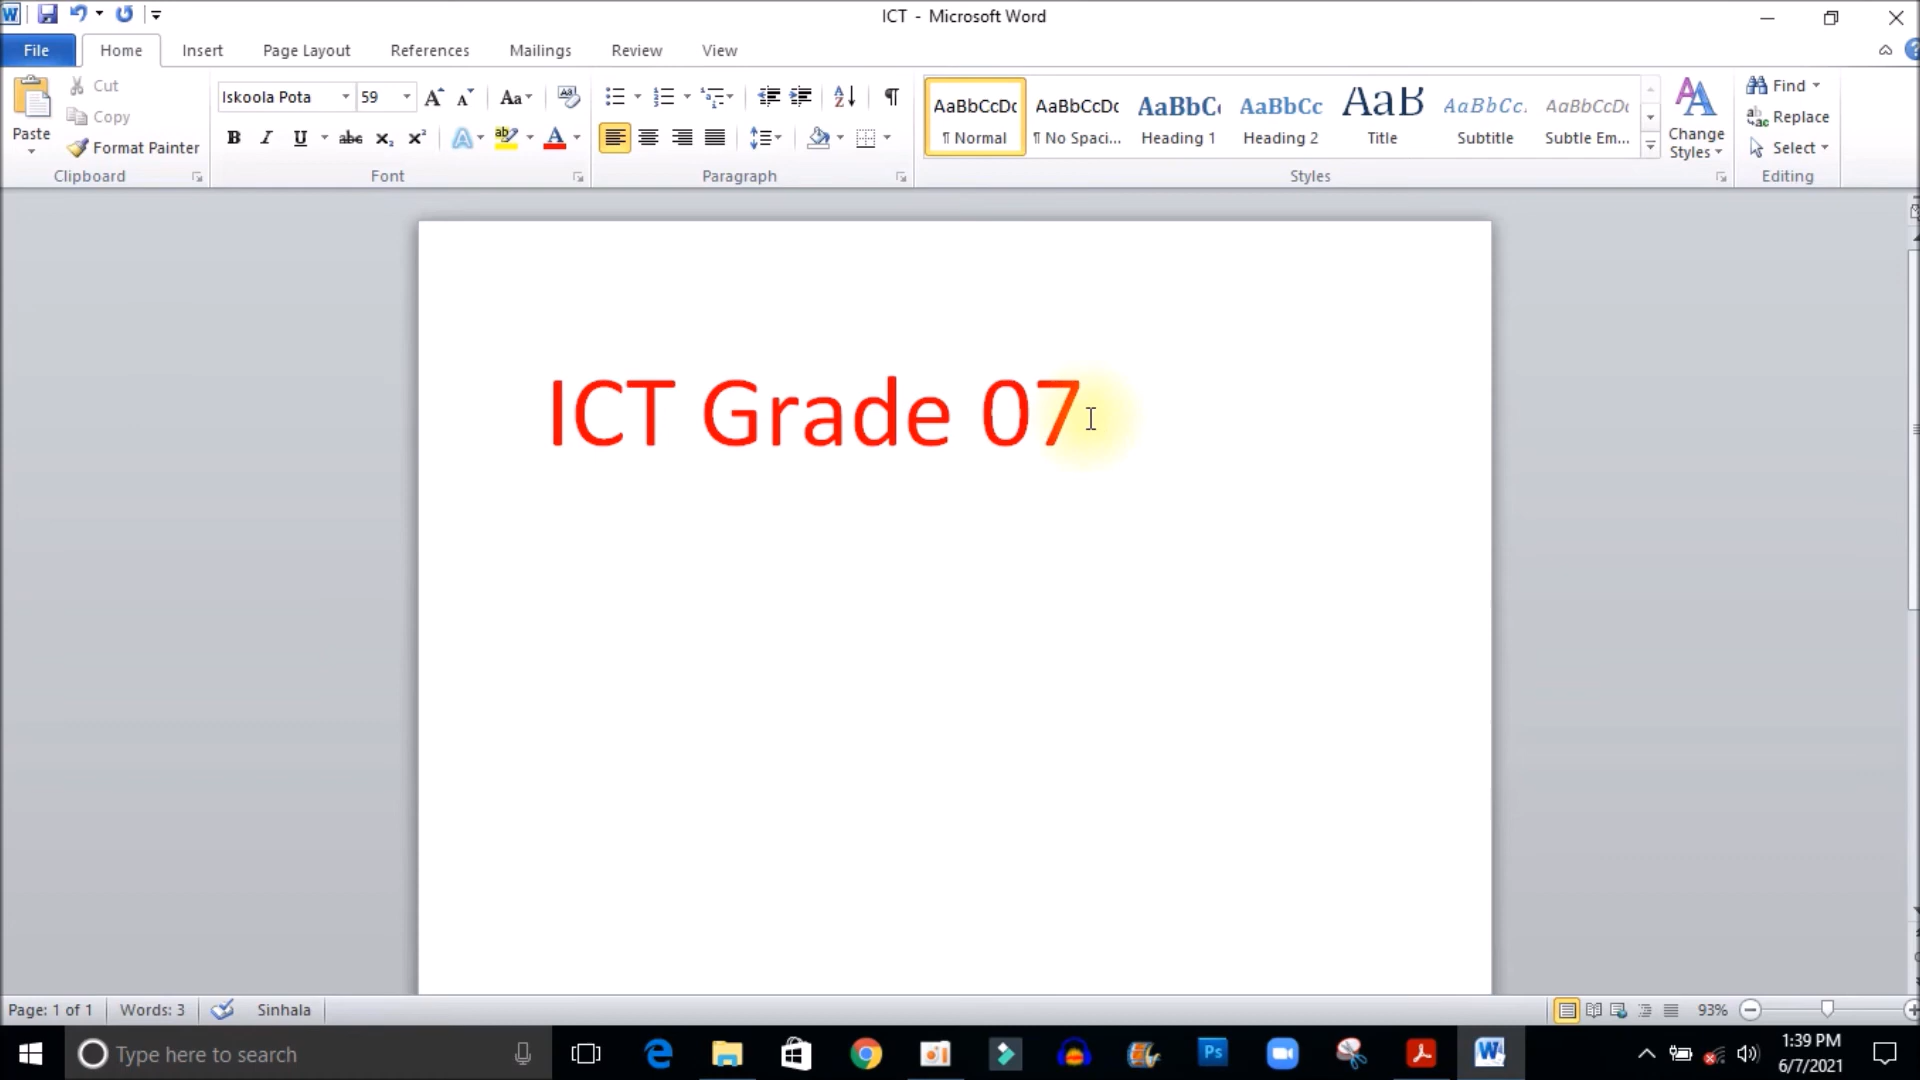 ICT - Microsoft Word
File Home Insert Page Layout References Mailings Review View
Paste
Cut
Copy
Format Painter
Clipboard
Iskoola Pota 59
Font
Paragraph
AaBbCcDc AaBbCcDc AaBbC AaBbCc AaB AaBbCc. AaBbCcDc
¶ Normal ¶ No Spaci... Heading 1 Heading 2 Title Subtitle Subtle Em...
Change Styles
Styles
Find
Replace
Select
Editing
ICT Grade 07
Page: 1 of 1 Words: 3 Sinhala 93%
Type here to search
1:39 PM
6/7/2021